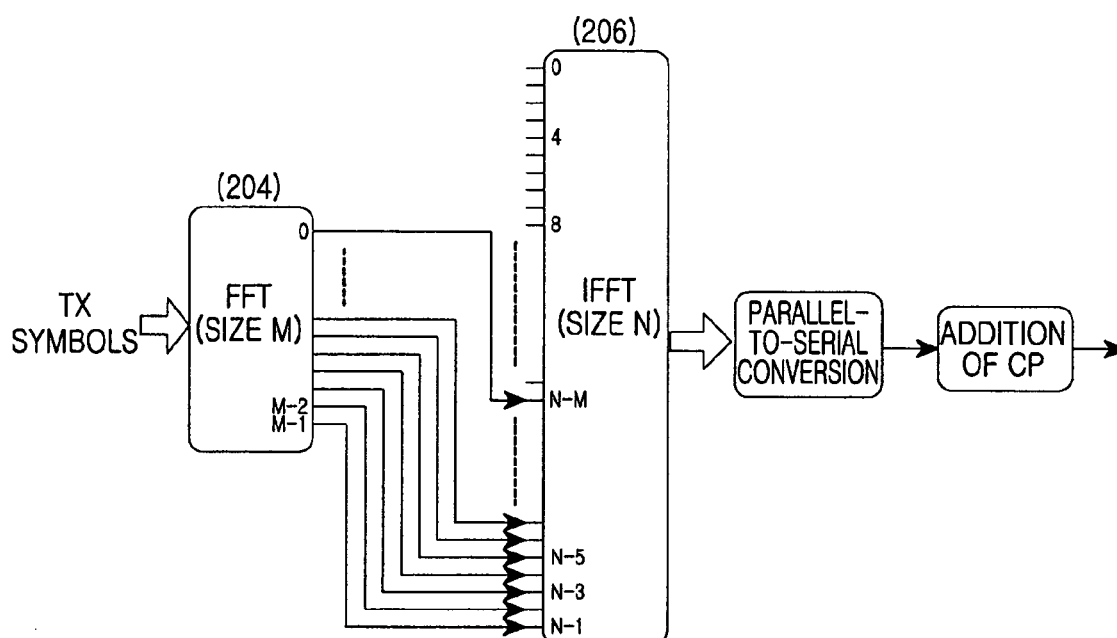 (206)
0
4
8
(204)
0
TX
SYMBOLS
FFT
(SIZE M)
M-2
M-1
IFFT
(SIZE N)
N-M
N-5
N-3
N-1
PARALLEL-
TO-SERIAL
CONVERSION
ADDITION
OF CP